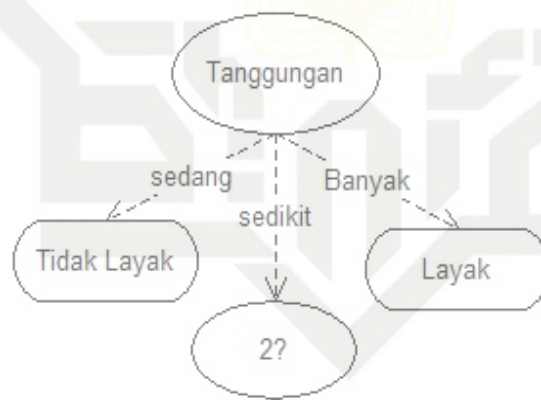 Tanggungan
sedang
Banyak
sedikit
Tidak Layak
Layak
2?